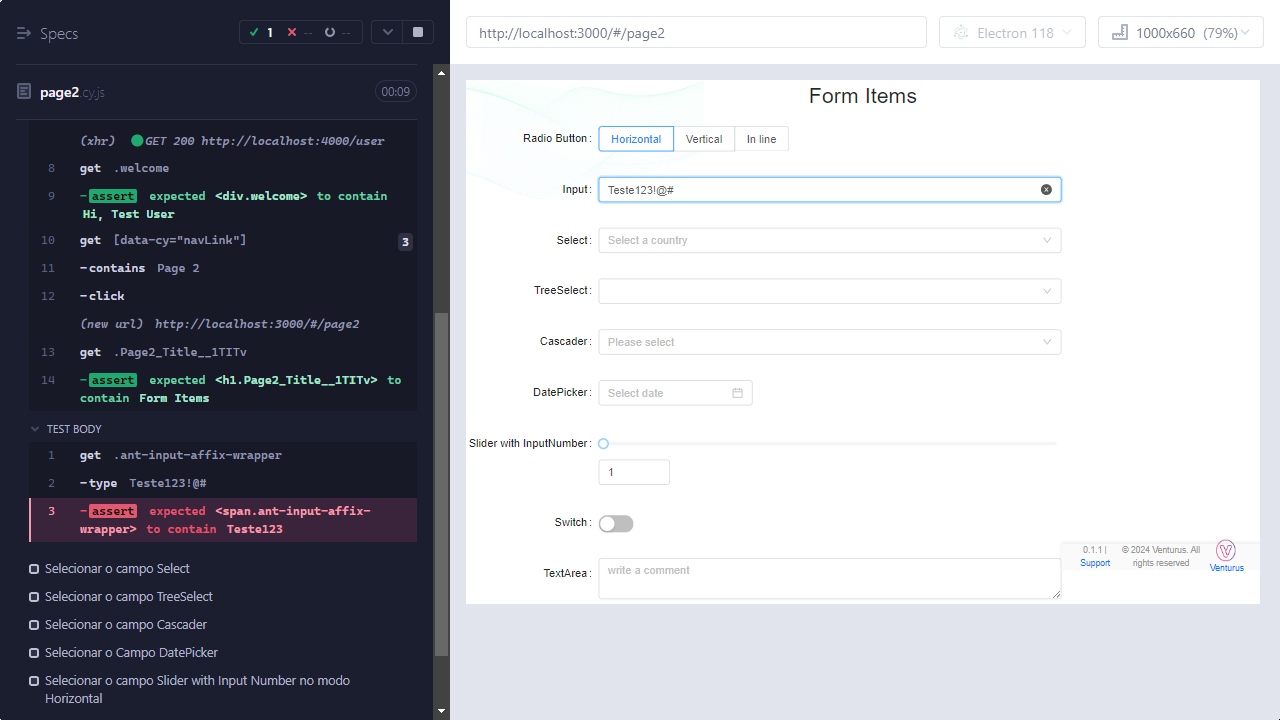 Specs
1
--
--
page2.cy.js
00:09
(xhr) GET 200 http://localhost:4000/user
8 get .welcome
9 -assert expected <div.welcome> to contain
Hi, Test User
10 get [data-cy="navLink"] 3
11 -contains Page 2
12 -click
(new url) http://localhost:3000/#/page2
13 get .Page2_Title__1TITv
14 -assert expected <h1.Page2_Title__1TITv> to
contain Form Items
TEST BODY
1 get .ant-input-affix-wrapper
2 -type Teste123!@#
3 -assert expected <span.ant-input-affix-
wrapper> to contain Teste123
Selecionar o campo Select
Selecionar o campo TreeSelect
Selecionar o campo Cascader
Selecionar o Campo DatePicker
Selecionar o campo Slider with Input Number no modo
Horizontal
http://localhost:3000/#/page2
Electron 118
1000x660 (79%)
Form Items
Radio Button: Horizontal Vertical In line
Input: Teste123!@#
Select: Select a country
TreeSelect:
Cascader: Please select
DatePicker: Select date
Slider with InputNumber:
1
Switch:
TextArea: write a comment
0.1.1 |
Support
© 2024 Venturus. All
rights reserved
Venturus